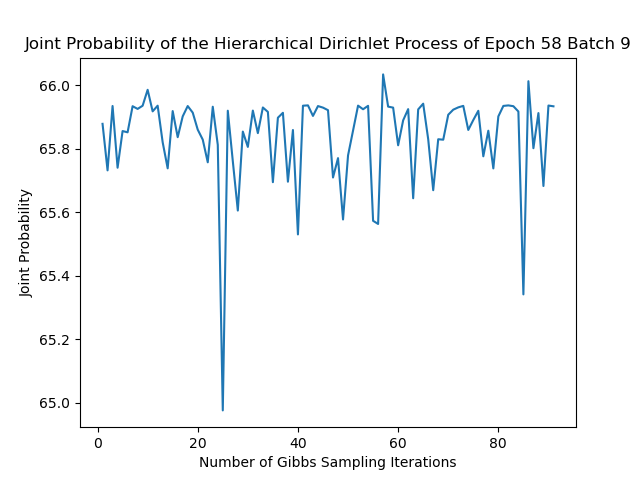 Joint Probability of the Hierarchical Dirichlet Process of Epoch 58 Batch 9
66.0
65.8
65.6
65.4
65.2
65.0
Joint Probability
0 20 40 60 80
Number of Gibbs Sampling Iterations